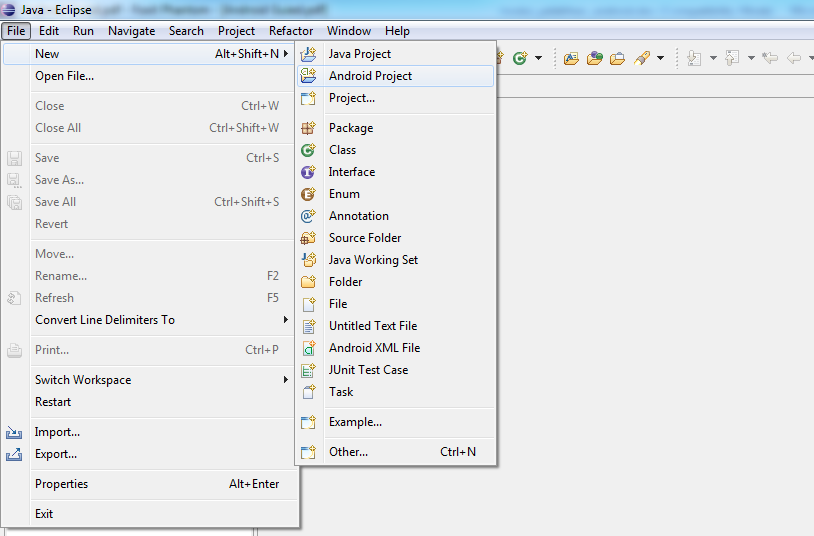 Java - Eclipse
File Edit Run Navigate Search Project Refactor Window Help
New Alt+Shift+N
Open File...
Close Ctrl+W
Close All Ctrl+Shift+W
Save Ctrl+S
Save As...
Save All Ctrl+Shift+S
Revert
Move...
Rename... F2
Refresh F5
Convert Line Delimiters To
Print... Ctrl+P
Switch Workspace
Restart
Import...
Export...
Properties Alt+Enter
Exit
Java Project
Android Project
Project...
Package
Class
Interface
Enum
Annotation
Source Folder
Java Working Set
Folder
File
Untitled Text File
Android XML File
JUnit Test Case
Task
Example...
Other... Ctrl+N